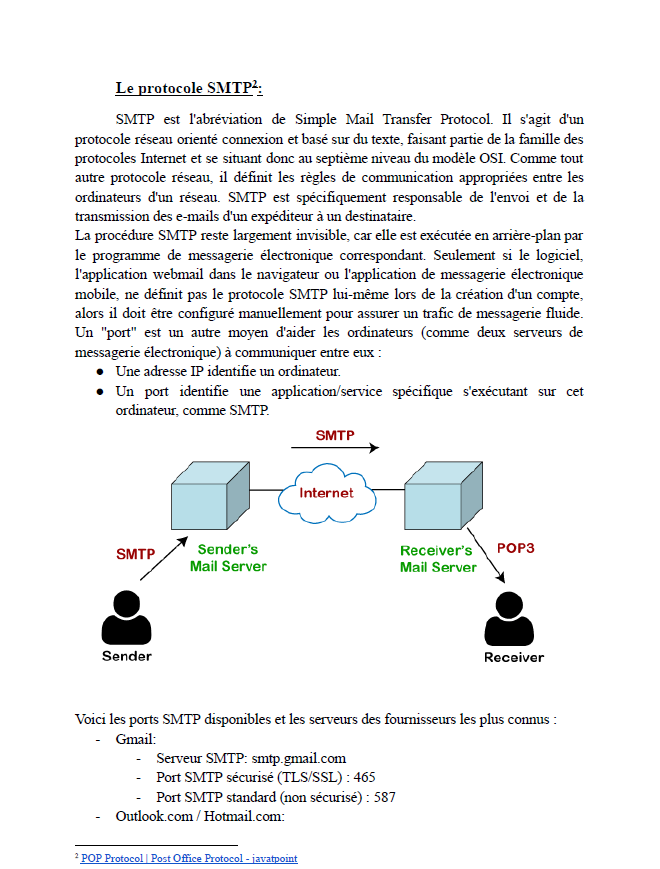 Le protocole SMTP²:
SMTP est l'abréviation de Simple Mail Transfer Protocol. Il s'agit d'un
protocole réseau orienté connexion et basé sur du texte, faisant partie de la famille des
protocoles Internet et se situant donc au septième niveau du modèle OSI. Comme tout
autre protocole réseau, il définit les règles de communication appropriées entre les
ordinateurs d'un réseau. SMTP est spécifiquement responsable de l'envoi et de la
transmission des e-mails d'un expéditeur à un destinataire.
La procédure SMTP reste largement invisible, car elle est exécutée en arrière-plan par
le programme de messagerie électronique correspondant. Seulement si le logiciel,
l'application webmail dans le navigateur ou l'application de messagerie électronique
mobile, ne définit pas le protocole SMTP lui-même lors de la création d'un compte,
alors il doit être configuré manuellement pour assurer un trafic de messagerie fluide.
Un "port" est un autre moyen d'aider les ordinateurs (comme deux serveurs de
messagerie électronique) à communiquer entre eux :
● Une adresse IP identifie un ordinateur.
● Un port identifie une application/service spécifique s'exécutant sur cet
ordinateur, comme SMTP.
SMTP
Internet
SMTP
Sender's
Mail Server
Receiver's
Mail Server
POP3
Sender
Receiver
Voici les ports SMTP disponibles et les serveurs des fournisseurs les plus connus :
- Gmail:
- Serveur SMTP: smtp.gmail.com
- Port SMTP sécurisé (TLS/SSL) : 465
- Port SMTP standard (non sécurisé) : 587
- Outlook.com / Hotmail.com:
² POP Protocol | Post Office Protocol - javatpoint